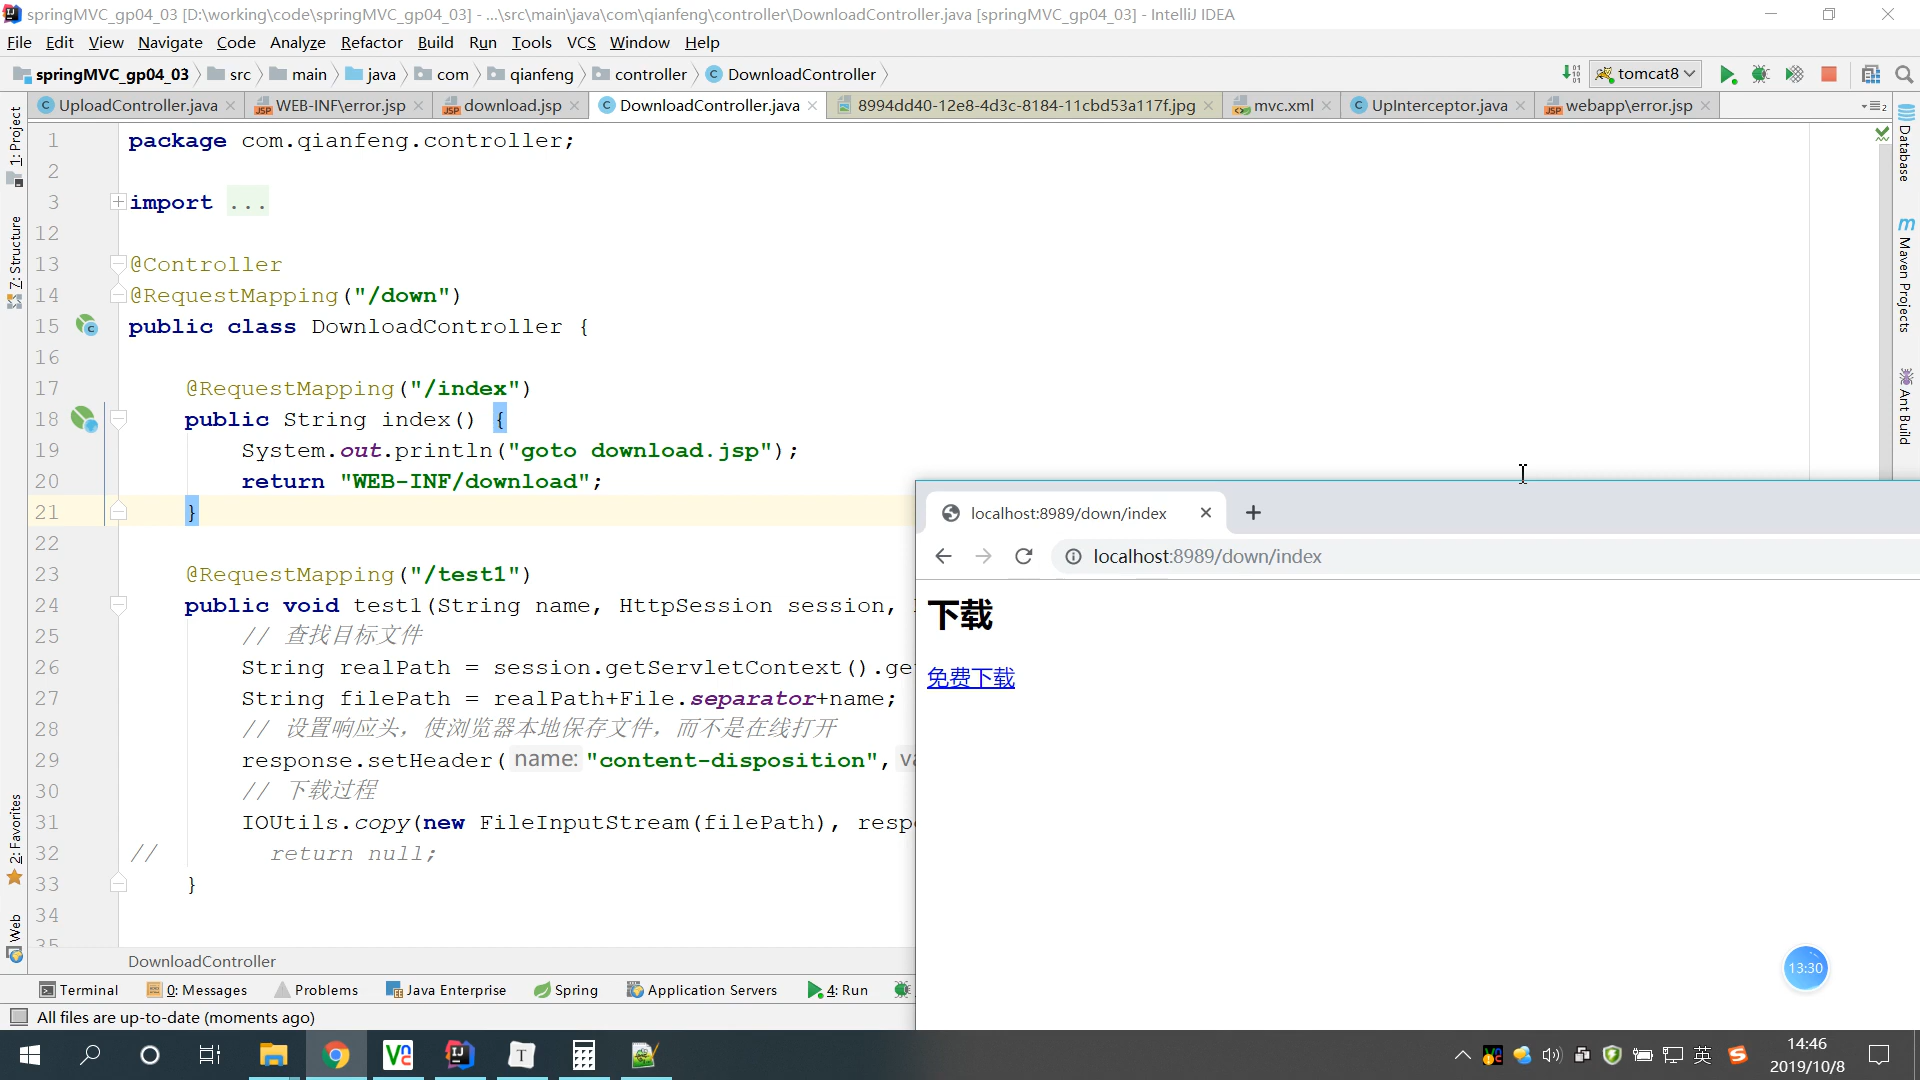 springMVC_gp04_03 [D:\working\code\springMVC_gp04_03] - ...\src\main\java\com\qianfeng\controller\DownloadController.java [springMVC_gp04_03] - IntelliJ IDEA
File Edit View Navigate Code Analyze Refactor Build Run Tools VCS Window Help
springMVC_gp04_03 src main java com qianfeng controller DownloadController tomcat8
UploadController.java WEB-INF\error.jsp download.jsp DownloadController.java 8994dd40-12e8-4d3c-8184-11cbd53a117f.jpg mvc.xml UpInterceptor.java webapp\error.jsp
1: Project
7: Structure
2: Favorites
Web
Database
Maven Projects
Ant Build
1 package com.qianfeng.controller;
2
3 import ...
12
13 @Controller
14 @RequestMapping("/down")
15 public class DownloadController {
16
17 @RequestMapping("/index")
18 public String index() {
19 System.out.println("goto download.jsp");
20 return "WEB-INF/download";
21 }
22
23 @RequestMapping("/test1")
24 public void test1(String name, HttpSession session,
25 // 查找目标文件
26 String realPath = session.getServletContext().ge
27 String filePath = realPath+File.separator+name;
28 // 设置响应头，使浏览器本地保存文件，而不是在线打开
29 response.setHeader( name: "content-disposition", va
30 // 下载过程
31 IOUtils.copy(new FileInputStream(filePath), resp
32 // return null;
33 }
34
35
DownloadController
localhost:8989/down/index
localhost:8989/down/index
下载
免费下载
13:30
Terminal 0: Messages Problems Java Enterprise Spring Application Servers 4: Run
All files are up-to-date (moments ago)
英
14:46
2019/10/8